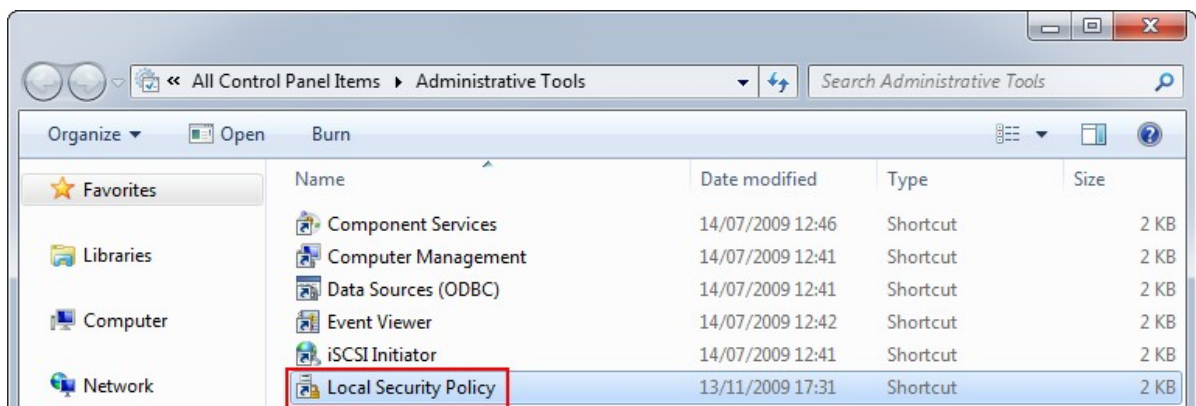 « All Control Panel Items ▸ Administrative Tools Search Administrative Tools
Organize Open Burn
Name Date modified Type Size
Favorites
Component Services 14/07/2009 12:46 Shortcut 2 KB
Libraries Computer Management 14/07/2009 12:41 Shortcut 2 KB
Data Sources (ODBC) 14/07/2009 12:41 Shortcut 2 KB
Computer Event Viewer 14/07/2009 12:42 Shortcut 2 KB
iSCSI Initiator 14/07/2009 12:41 Shortcut 2 KB
Network Local Security Policy 13/11/2009 17:31 Shortcut 2 KB